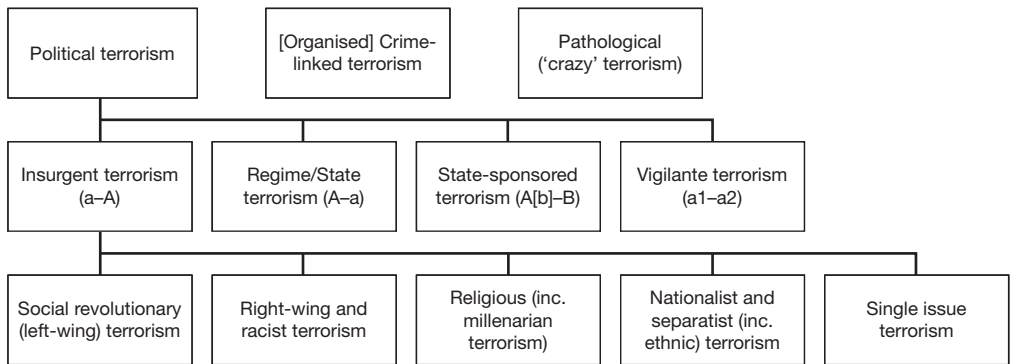 Political terrorism
[Organised] Crime-
linked terrorism
Pathological
(‘crazy’ terrorism)
Insurgent terrorism
(a–A)
Regime/State
terrorism (A–a)
State-sponsored
terrorism (A[b]–B)
Vigilante terrorism
(a1–a2)
Social revolutionary
(left-wing) terrorism
Right-wing and
racist terrorism
Religious (inc.
millenarian
terrorism)
Nationalist and
separatist (inc.
ethnic) terrorism
Single issue
terrorism